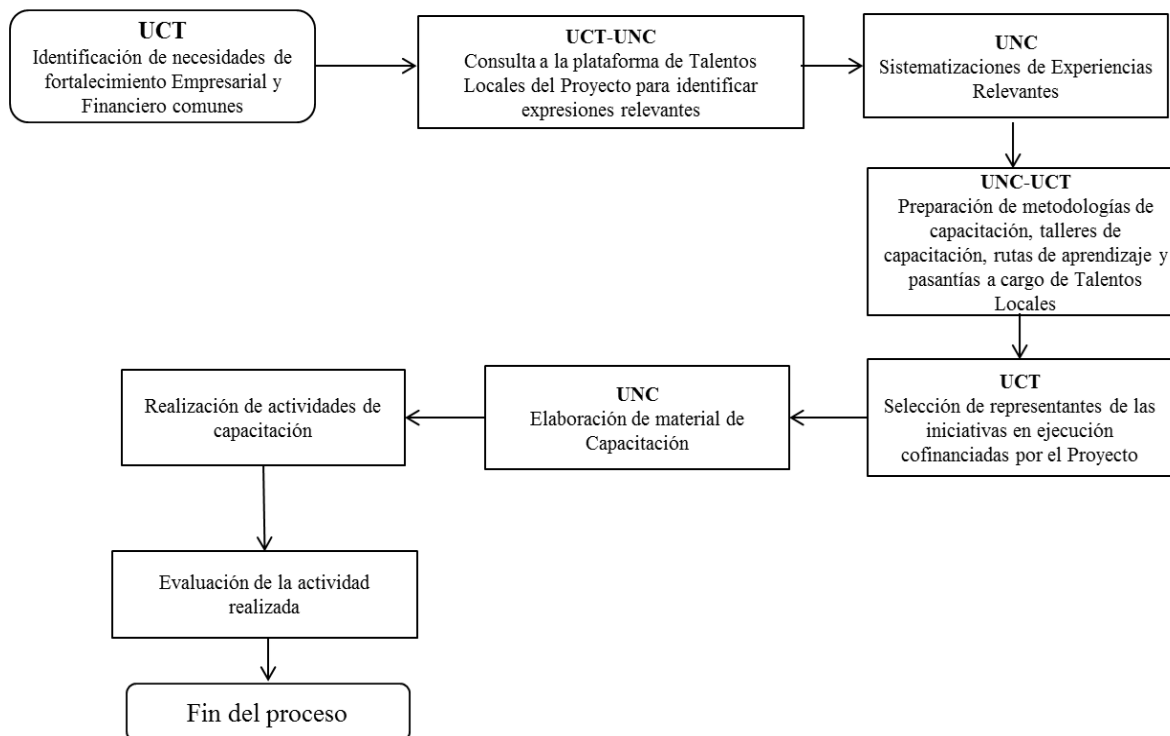 UCT
Identificación de necesidades de
fortalecimiento Empresarial y
Financiero comunes
UCT-UNC
Consulta a la plataforma de Talentos
Locales del Proyecto para identificar
expresiones relevantes
UNC
Sistematizaciones de Experiencias
Relevantes
UNC-UCT
Preparación de metodologías de
capacitación, talleres de
capacitación, rutas de aprendizaje y
pasantías a cargo de Talentos
Locales
UCT
Selección de representantes de las
iniciativas en ejecución
cofinanciadas por el Proyecto
UNC
Elaboración de material de
Capacitación
Realización de actividades de
capacitación
Evaluación de la actividad
realizada
Fin del proceso